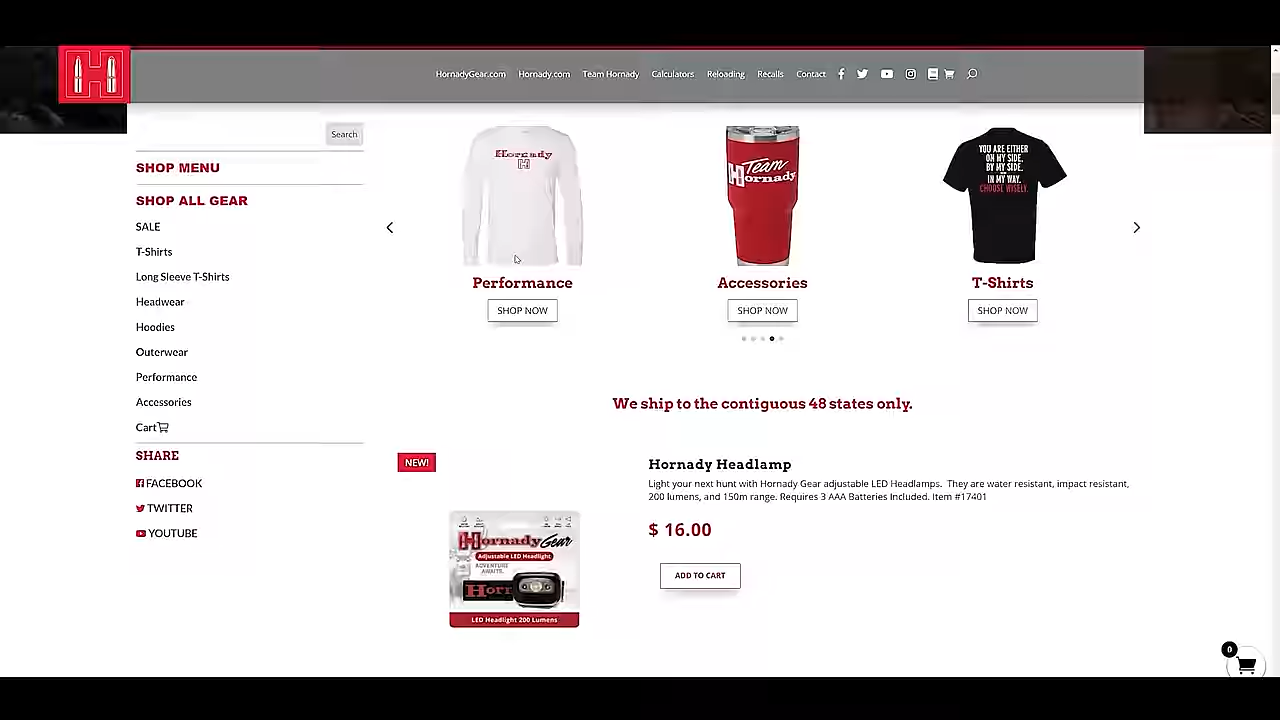 H
HornadyGear.com Hornady.com Team Hornady Calculators Reloading Recalls Contact
Search
SHOP MENU
SHOP ALL GEAR
SALE
T-Shirts
Long Sleeve T-Shirts
Headwear
Hoodies
Outerwear
Performance
Accessories
Cart
SHARE
FACEBOOK
TWITTER
YOUTUBE
Hornady
H
Performance
SHOP NOW
Team
Hornady
Accessories
SHOP NOW
YOU ARE EITHER
ON MY SIDE,
BY MY SIDE,
IN MY WAY.
CHOOSE WISELY.
T-Shirts
SHOP NOW
We ship to the contiguous 48 states only.
NEW!
Hornady Gear
Adjustable LED Headlight
ADVENTURE
AWAITS.
Horn
LED Headlight 200 Lumens
Hornady Headlamp
Light your next hunt with Hornady Gear adjustable LED Headlamps. They are water resistant, impact resistant,
200 lumens, and 150m range. Requires 3 AAA Batteries Included. Item #17401
$ 16.00
ADD TO CART
0